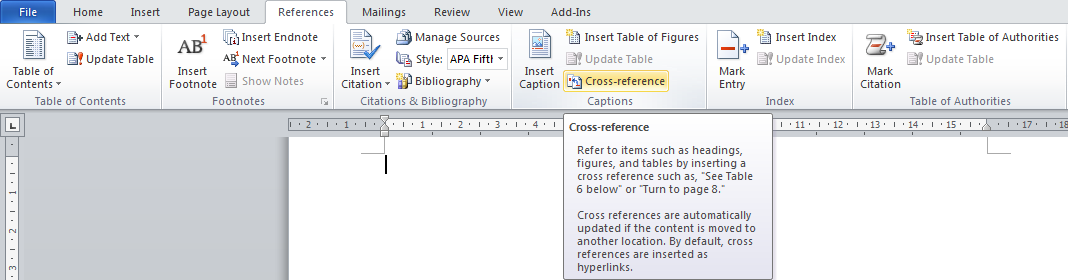 File Home Insert Page Layout References Mailings Review View Add-Ins
Table of Contents
Add Text
Update Table
Table of Contents
AB1
Insert Footnote
Insert Endnote
Next Footnote
Show Notes
Footnotes
Insert Citation
Manage Sources
Style: APA Fift
Bibliography
Citations & Bibliography
Insert Caption
Insert Table of Figures
Update Table
Cross-reference
Captions
Mark Entry
Insert Index
Update Index
Index
Mark Citation
Insert Table of Authorities
Update Table
Table of Authorities
2 1 1 2 3 4 11 12 13 14 15 17 18
Cross-reference
Refer to items such as headings,
figures, and tables by inserting a
cross reference such as, "See Table
6 below" or "Turn to page 8."
Cross references are automatically
updated if the content is moved to
another location. By default, cross
references are inserted as
hyperlinks.
1
2
3